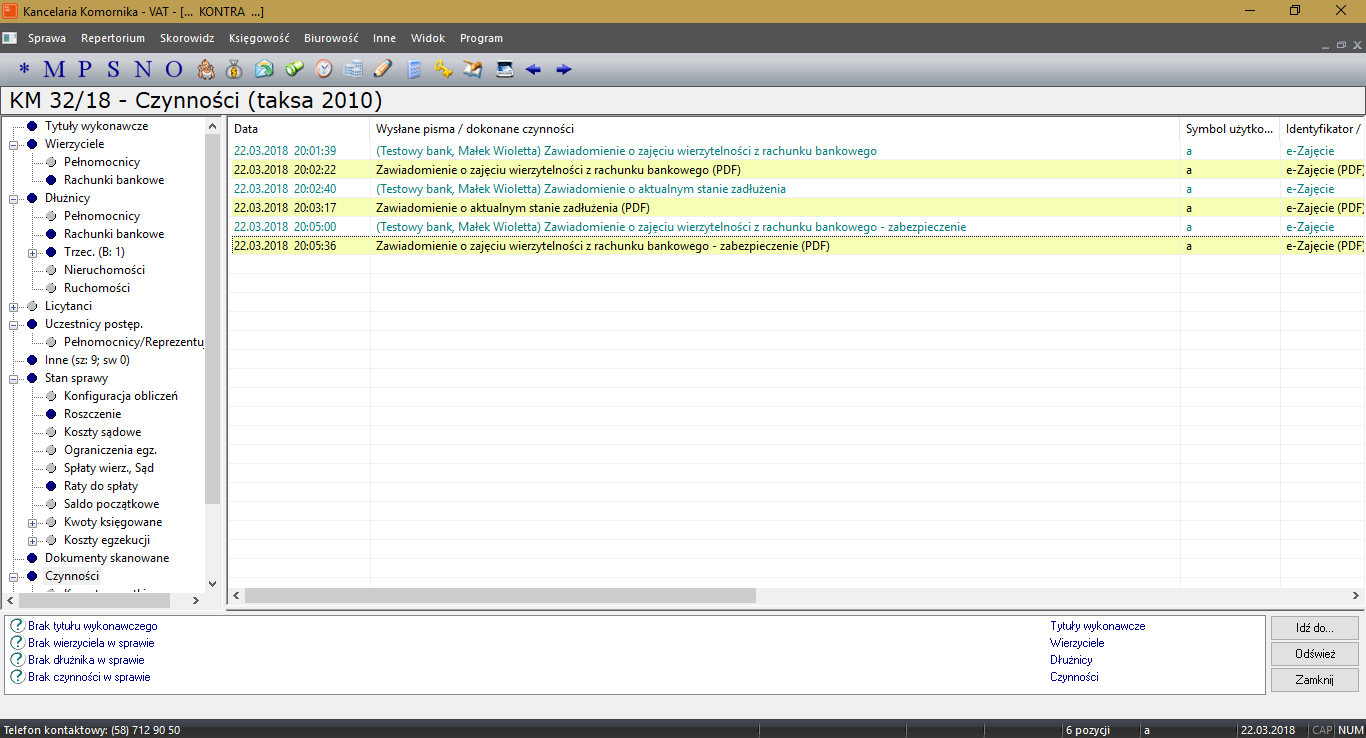 Kancelaria Komornika - VAT - [... KONTRA ...]
Sprawa Repertorium Skorowidz Księgowość Biurowość Inne Widok Program
* M P S N O
KM 32/18 - Czynności (taksa 2010)
Tytuły wykonawcze
Wierzyciele
Pełnomocnicy
Rachunki bankowe
Dłużnicy
Pełnomocnicy
Rachunki bankowe
Trzec. (B: 1)
Nieruchomości
Ruchomości
Licytanci
Uczestnicy postęp.
Pełnomocnicy/Reprezentuj
Inne (sz: 9; sw 0)
Stan sprawy
Konfiguracja obliczeń
Roszczenie
Koszty sądowe
Ograniczenia egz.
Spłaty wierz., Sąd
Raty do spłaty
Saldo początkowe
Kwoty księgowane
Koszty egzekucji
Dokumenty skanowane
Czynności
Data Wysłane pisma / dokonane czynności Symbol użytko... Identyfikator /
22.03.2018 20:01:39 (Testowy bank, Małek Wioletta) Zawiadomienie o zajęciu wierzytelności z rachunku bankowego a e-Zajęcie
22.03.2018 20:02:22 Zawiadomienie o zajęciu wierzytelności z rachunku bankowego (PDF) a e-Zajęcie (PDF)
22.03.2018 20:02:40 (Testowy bank, Małek Wioletta) Zawiadomienie o aktualnym stanie zadłużenia a e-Zajęcie
22.03.2018 20:03:17 Zawiadomienie o aktualnym stanie zadłużenia (PDF) a e-Zajęcie (PDF)
22.03.2018 20:05:00 (Testowy bank, Małek Wioletta) Zawiadomienie o zajęciu wierzytelności z rachunku bankowego - zabezpieczenie a e-Zajęcie
22.03.2018 20:05:36 Zawiadomienie o zajęciu wierzytelności z rachunku bankowego - zabezpieczenie (PDF) a e-Zajęcie (PDF)
Brak tytułu wykonawczego Tytuły wykonawcze
Brak wierzyciela w sprawie Wierzyciele
Brak dłużnika w sprawie Dłużnicy
Brak czynności w sprawie Czynności
Idź do...
Odśwież
Zamknij
Telefon kontaktowy: (58) 712 90 50 6 pozycji a 22.03.2018 CAP NUM